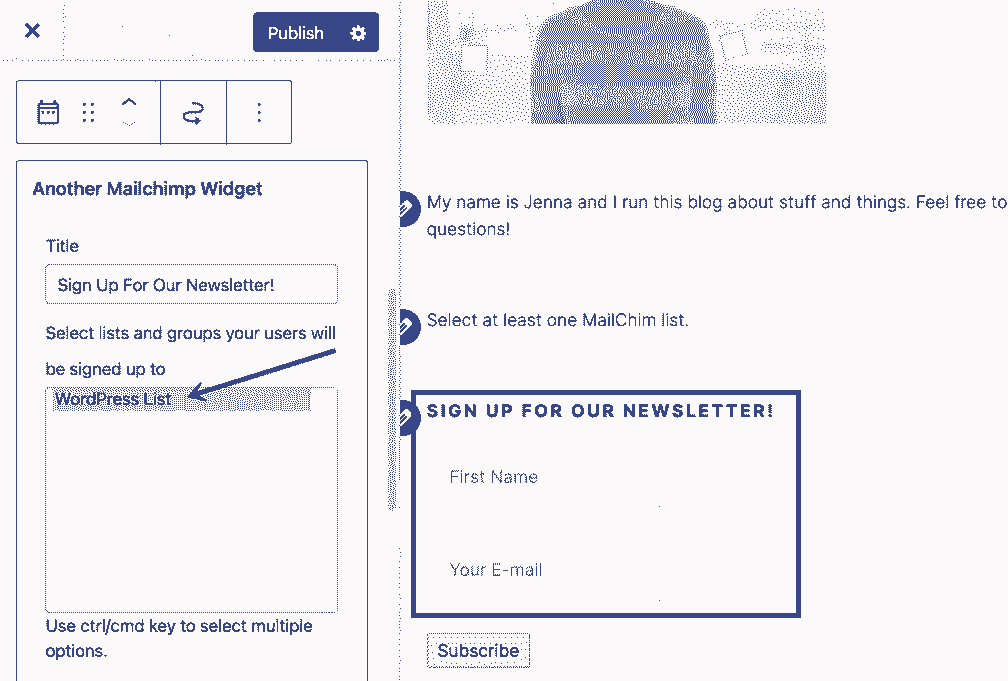 Publish
Another Mailchimp Widget
Title
Sign Up For Our Newsletter!
Select lists and groups your users will
be signed up to
WordPress List
Use ctrl/cmd key to select multiple
options.
My name is Jenna and I run this blog about stuff and things. Feel free to
questions!
Select at least one MailChim list.
SIGN UP FOR OUR NEWSLETTER!
First Name
Your E-mail
Subscribe